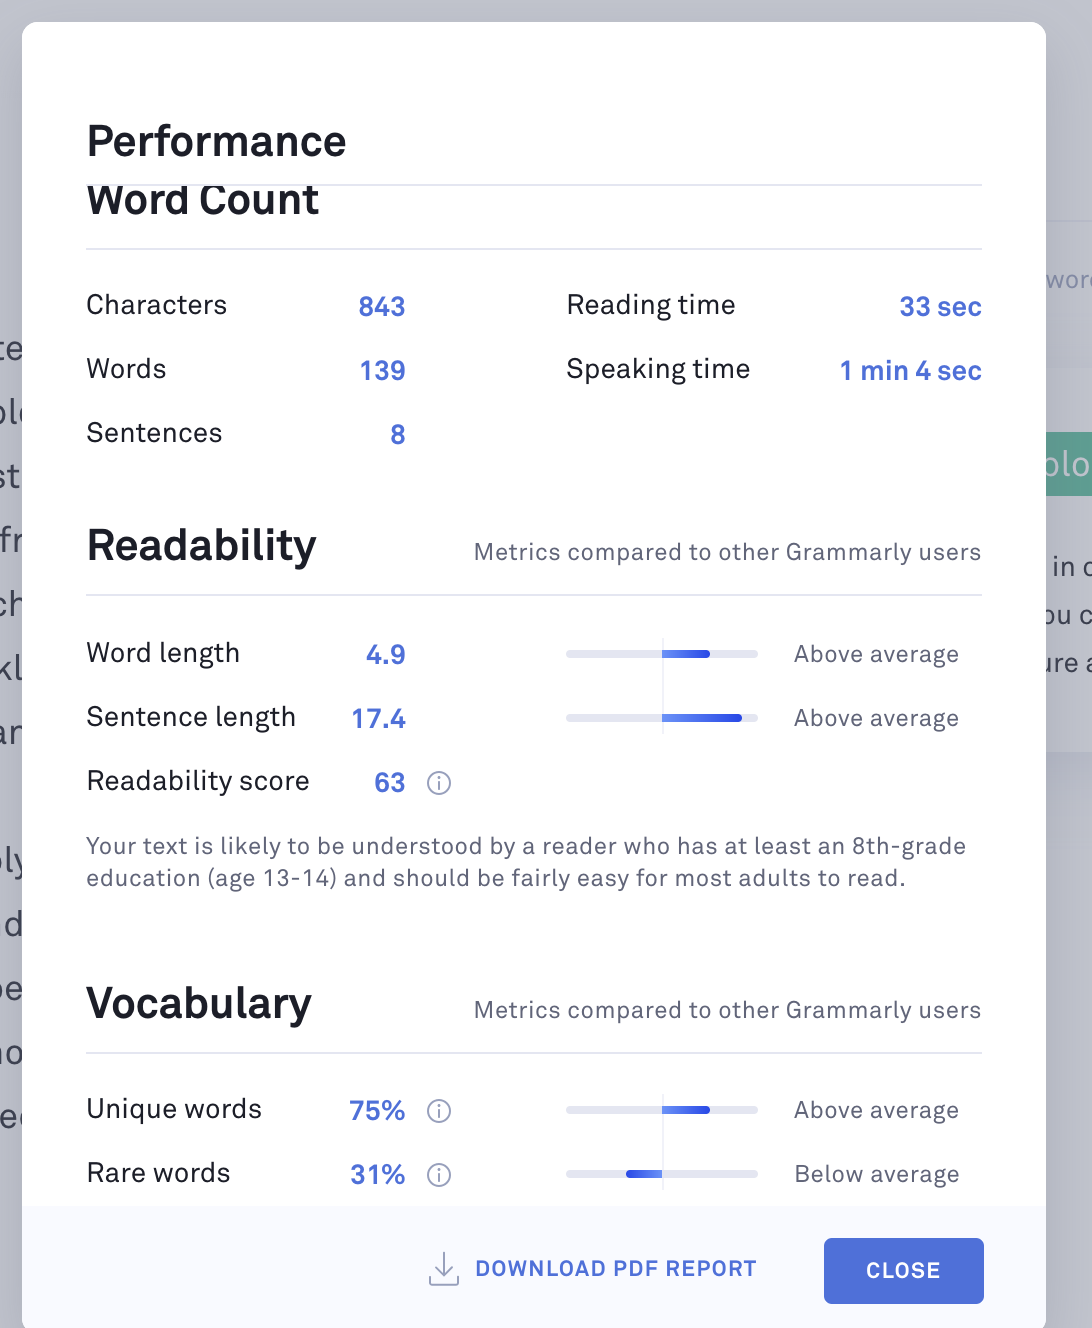 Performance
Word Count
Characters 843 Reading time 33 sec
Words 139 Speaking time 1 min 4 sec
Sentences 8
Readability Metrics compared to other Grammarly users
Word length 4.9 Above average
Sentence length 17.4 Above average
Readability score 63
Your text is likely to be understood by a reader who has at least an 8th-grade
education (age 13-14) and should be fairly easy for most adults to read.
Vocabulary Metrics compared to other Grammarly users
Unique words 75% Above average
Rare words 31% Below average
DOWNLOAD PDF REPORT CLOSE